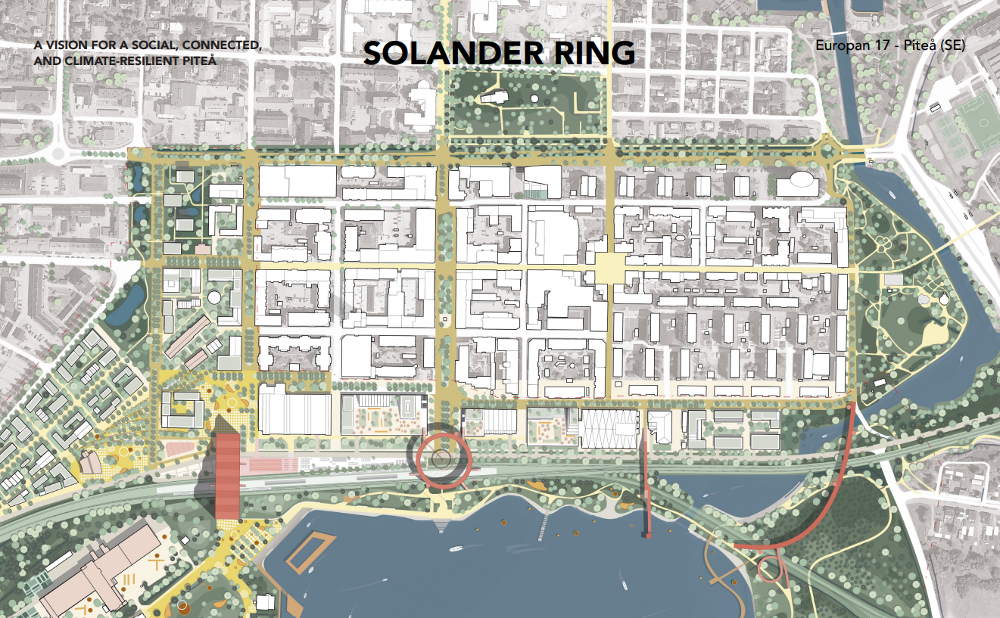 A VISION FOR A SOCIAL, CONNECTED,
AND CLIMATE-RESILIENT PITEÅ
SOLANDER RING
Europan 17 - Piteå (SE)